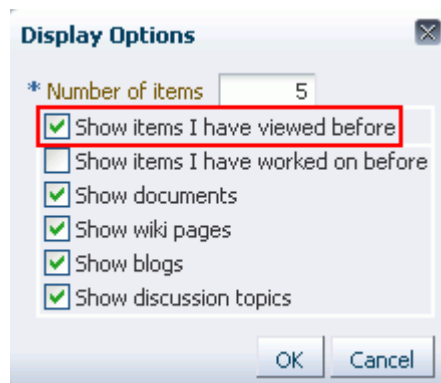 Display Options
* Number of items 5
Show items I have viewed before
Show items I have worked on before
Show documents
Show wiki pages
Show blogs
Show discussion topics
OK Cancel